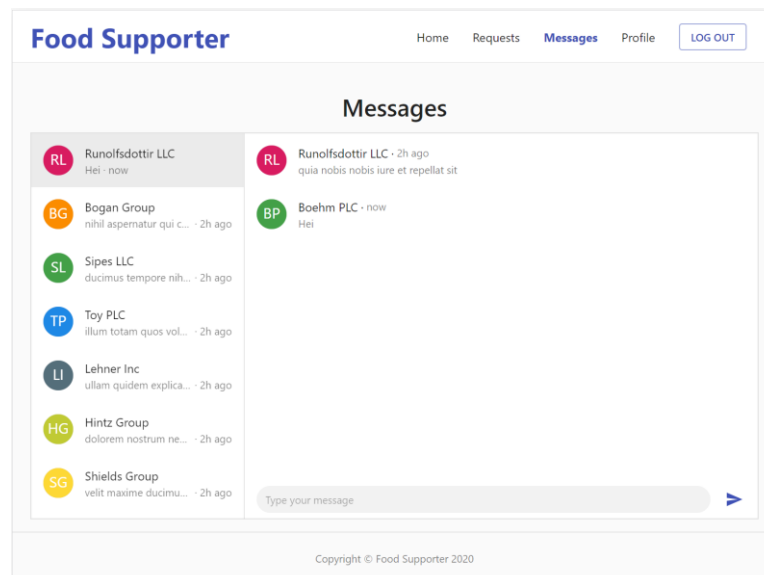 Food Supporter
Home Requests Messages Profile LOG OUT
Messages
RL Runolfsdottir LLC
Hei · now
BG Bogan Group
nihil aspernatur qui c... · 2h ago
SL Sipes LLC
ducimus tempore nih... · 2h ago
TP Toy PLC
illum totam quos vol... · 2h ago
LI Lehner Inc
ullam quidem explica... · 2h ago
HG Hintz Group
dolorem nostrum ne... · 2h ago
SG Shields Group
velit maxime ducimu... · 2h ago
RL Runolfsdottir LLC · 2h ago
quia nobis nobis iure et repellat sit
BP Boehm PLC · now
Hei
Type your message
Copyright © Food Supporter 2020